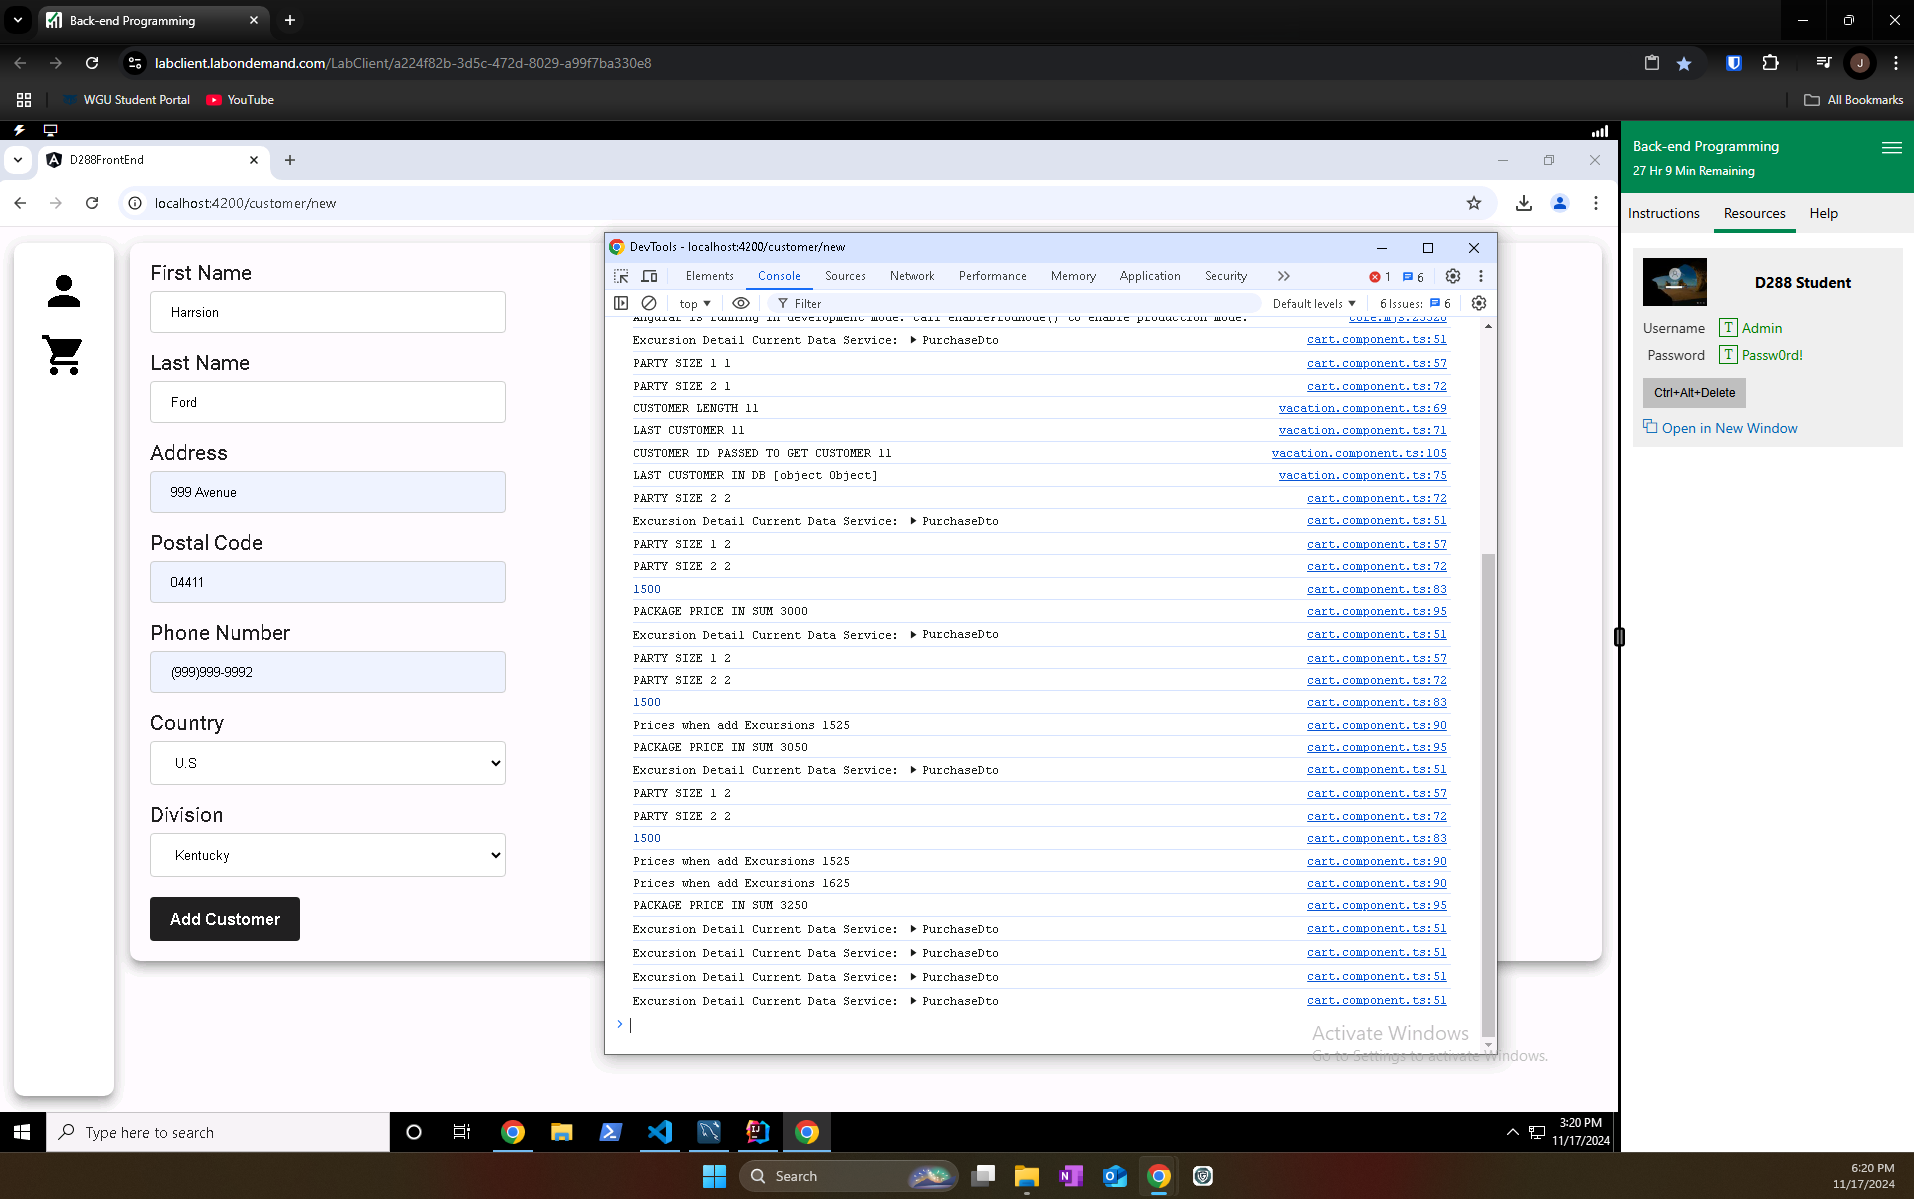 Back-end Programming
labclient.labondemand.com/LabClient/a224f82b-3d5c-472d-8029-a99f7ba330e8
J
WGU Student Portal
YouTube
All Bookmarks
D288FrontEnd
localhost:4200/customer/new
First Name
Harrsion
Last Name
Ford
Address
999 Avenue
Postal Code
04411
Phone Number
(999)999-9992
Country
U.S
Division
Kentucky
Add Customer
DevTools - localhost:4200/customer/new
Elements Console Sources Network Performance Memory Application Security 1 6
top Filter Default levels 6 Issues: 6
Angular is running in development mode. Call enableProdMode() to enable production mode. core.mjs:25520
Excursion Detail Current Data Service: PurchaseDto cart.component.ts:51
PARTY SIZE 1 1 cart.component.ts:57
PARTY SIZE 2 1 cart.component.ts:72
CUSTOMER LENGTH 11 vacation.component.ts:69
LAST CUSTOMER 11 vacation.component.ts:71
CUSTOMER ID PASSED TO GET CUSTOMER 11 vacation.component.ts:105
LAST CUSTOMER IN DB [object Object] vacation.component.ts:75
PARTY SIZE 2 2 cart.component.ts:72
Excursion Detail Current Data Service: PurchaseDto cart.component.ts:51
PARTY SIZE 1 2 cart.component.ts:57
PARTY SIZE 2 2 cart.component.ts:72
1500 cart.component.ts:83
PACKAGE PRICE IN SUM 3000 cart.component.ts:95
Excursion Detail Current Data Service: PurchaseDto cart.component.ts:51
PARTY SIZE 1 2 cart.component.ts:57
PARTY SIZE 2 2 cart.component.ts:72
1500 cart.component.ts:83
Prices when add Excursions 1525 cart.component.ts:90
PACKAGE PRICE IN SUM 3050 cart.component.ts:95
Excursion Detail Current Data Service: PurchaseDto cart.component.ts:51
PARTY SIZE 1 2 cart.component.ts:57
PARTY SIZE 2 2 cart.component.ts:72
1500 cart.component.ts:83
Prices when add Excursions 1525 cart.component.ts:90
Prices when add Excursions 1625 cart.component.ts:90
PACKAGE PRICE IN SUM 3250 cart.component.ts:95
Excursion Detail Current Data Service: PurchaseDto cart.component.ts:51
Excursion Detail Current Data Service: PurchaseDto cart.component.ts:51
Excursion Detail Current Data Service: PurchaseDto cart.component.ts:51
Excursion Detail Current Data Service: PurchaseDto cart.component.ts:51
Activate Windows
Go to Settings to activate Windows.
Back-end Programming
27 Hr 9 Min Remaining
Instructions Resources Help
D288 Student
Username T Admin
Password T Passw0rd!
Ctrl+Alt+Delete
Open in New Window
Type here to search
3:20 PM
11/17/2024
Search
6:20 PM
11/17/2024